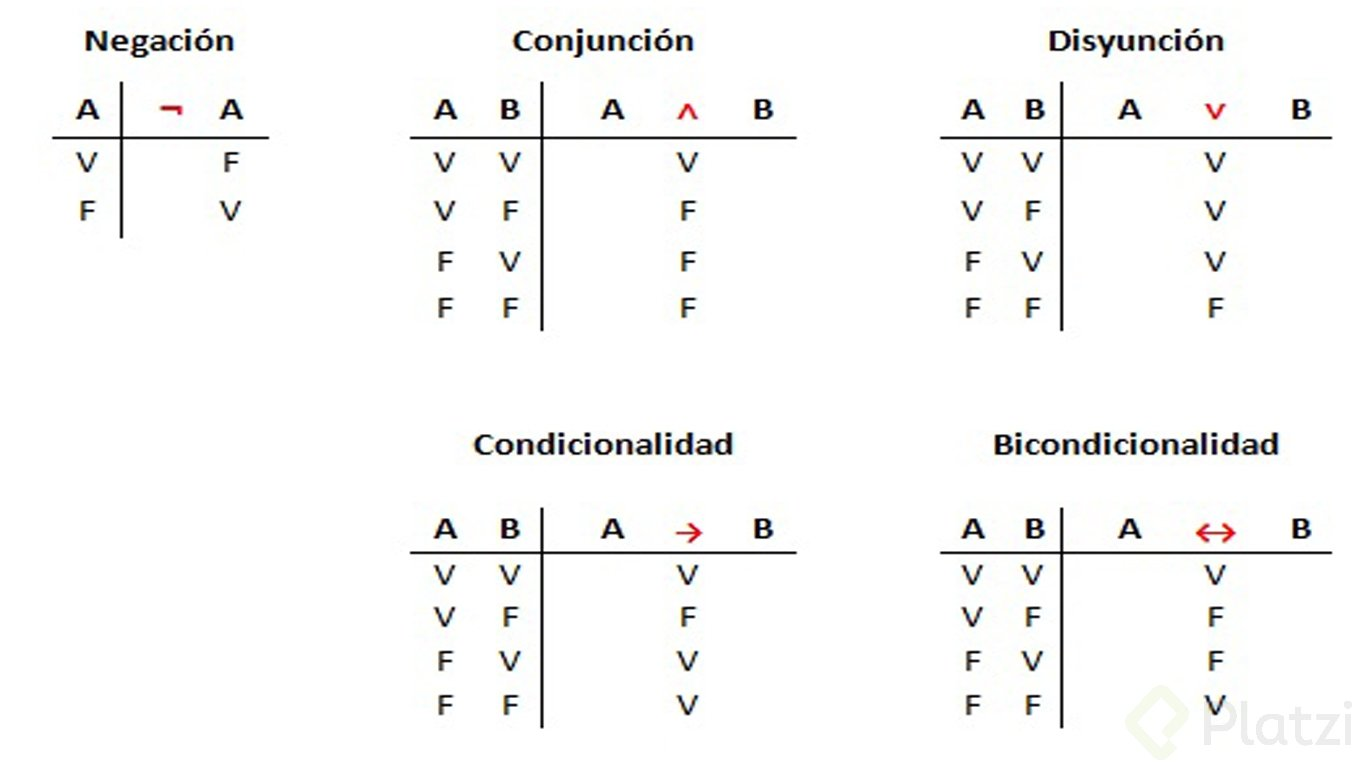 Negación Conjunción Disyunción
A ¬ A A B A ∧ B A B A ∨ B
V F V V V V V V
F V V F F V F V
F V F F V V
F F F F F F
Condicionalidad Bicondicionalidad
A B A → B A B A ↔ B
V V V V V V
V F F V F F
F V V F V F
F F V F F V
Platzi